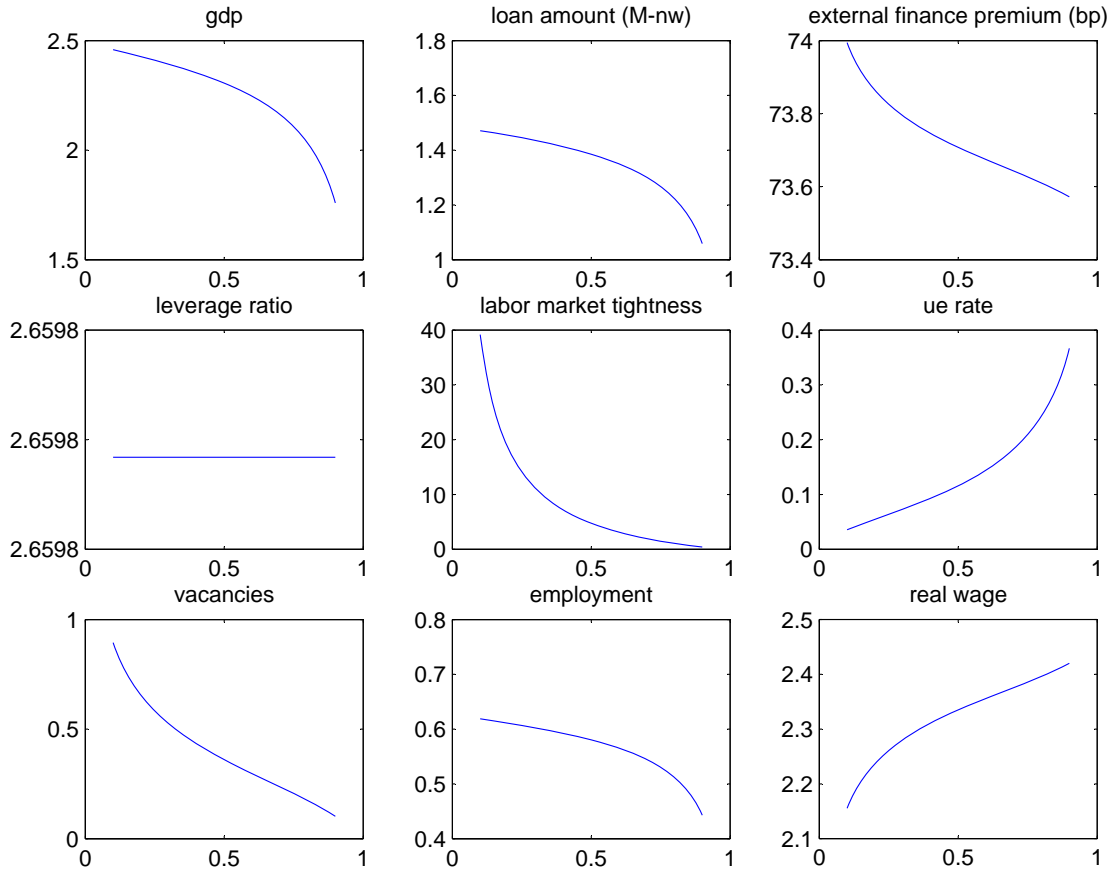 gdp
2.5
2
1.5
0 0.5 1
loan amount (M-nw)
1.8
1.6
1.4
1.2
1
0 0.5 1
external finance premium (bp)
74
73.8
73.6
73.4
0 0.5 1
leverage ratio
2.6598
2.6598
2.6598
0 0.5 1
labor market tightness
40
30
20
10
0
0 0.5 1
ue rate
0.4
0.3
0.2
0.1
0
0 0.5 1
vacancies
1
0.5
0
0 0.5 1
employment
0.8
0.7
0.6
0.5
0.4
0 0.5 1
real wage
2.5
2.4
2.3
2.2
2.1
0 0.5 1